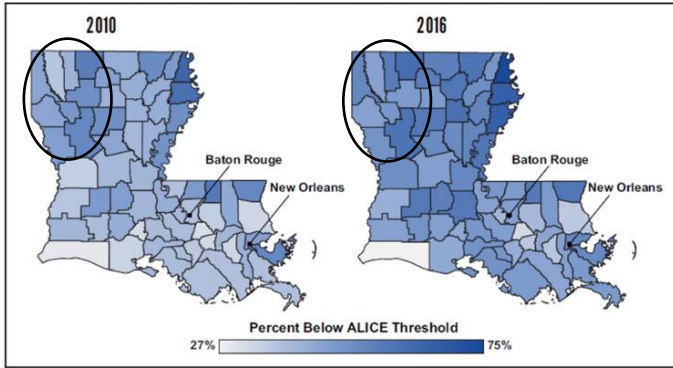 2010
2016
Baton Rouge
New Orleans
Baton Rouge
New Orleans
Percent Below ALICE Threshold
27%
75%